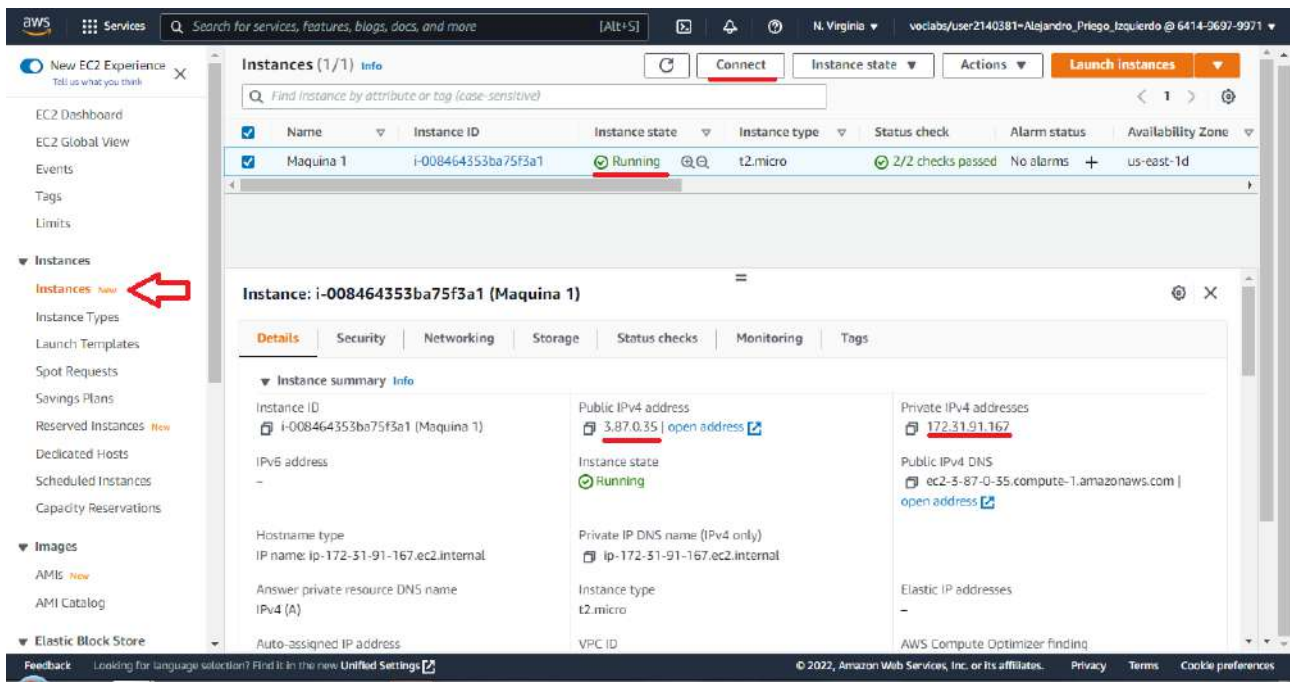 aws Services Search for services, features, blogs, docs, and more [Alt+S] N. Virginia ▼ voclabs/user2140381=Alejandro_Priego_Izquierdo @ 6414-9697-9971 ▼
New EC2 Experience
Tell us what you think
EC2 Dashboard
EC2 Global View
Events
Tags
Limits
▼ Instances
Instances New
Instance Types
Launch Templates
Spot Requests
Savings Plans
Reserved Instances New
Dedicated Hosts
Scheduled Instances
Capacity Reservations
▼ Images
AMIs New
AMI Catalog
▼ Elastic Block Store
Instances (1/1) Info Connect Instance state ▼ Actions ▼ Launch instances ▼
Find instance by attribute or tag (case-sensitive) < 1 >
Name Instance ID Instance state Instance type Status check Alarm status Availability Zone
Maquina 1 i-008464353ba75f3a1 Running t2.micro 2/2 checks passed No alarms + us-east-1d
Instance: i-008464353ba75f3a1 (Maquina 1)
Details Security Networking Storage Status checks Monitoring Tags
▼ Instance summary Info
Instance ID Public IPv4 address Private IPv4 addresses
i-008464353ba75f3a1 (Maquina 1) 3.87.0.35 | open address 172.31.91.167
IPv6 address Instance state Public IPv4 DNS
– Running ec2-3-87-0-35.compute-1.amazonaws.com |
open address
Hostname type Private IP DNS name (IPv4 only)
IP name: ip-172-31-91-167.ec2.internal ip-172-31-91-167.ec2.internal
Answer private resource DNS name Instance type Elastic IP addresses
IPv4 (A) t2.micro –
Auto-assigned IP address VPC ID AWS Compute Optimizer finding
Feedback Looking for language selection? Find it in the new Unified Settings © 2022, Amazon Web Services, Inc. or its affiliates. Privacy Terms Cookie preferences